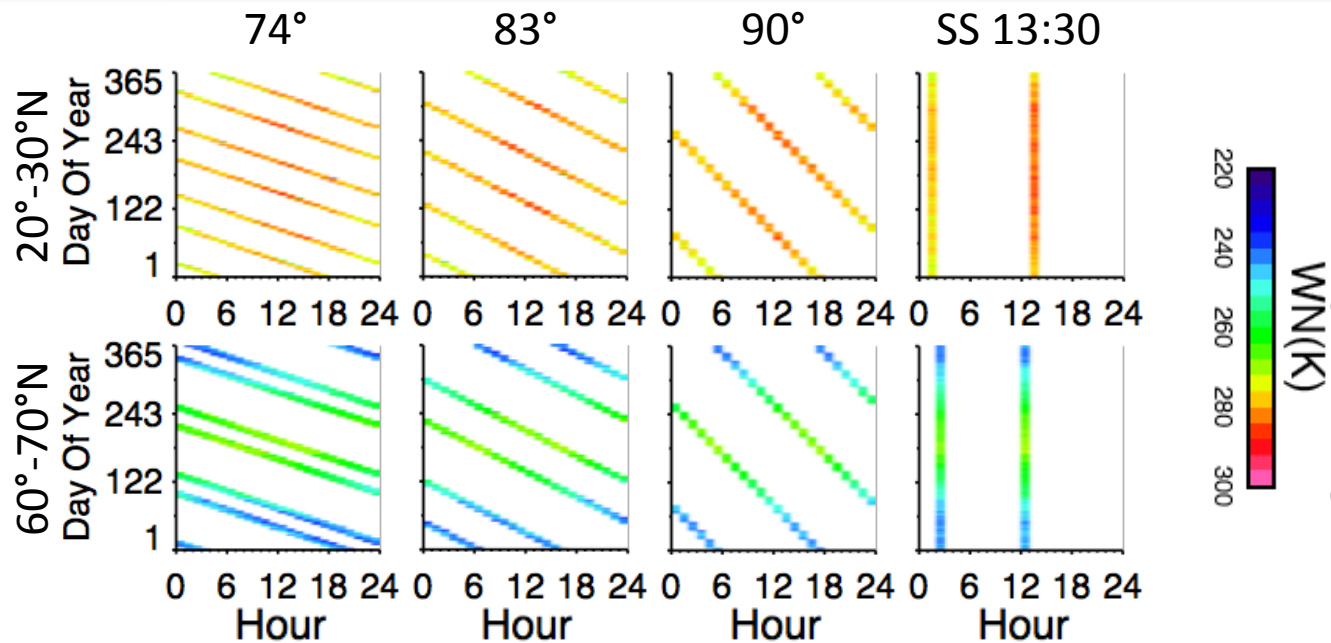 74° 83° 90° SS 13:30
20°-30°N
Day Of Year
365
243
122
1
0 6 12 18 24 0 6 12 18 24 0 6 12 18 24 0 6 12 18 24
60°-70°N
Day Of Year
365
243
122
1
0 6 12 18 24 0 6 12 18 24 0 6 12 18 24 0 6 12 18 24
Hour Hour Hour Hour
220 240 260 280 300
WN(K)